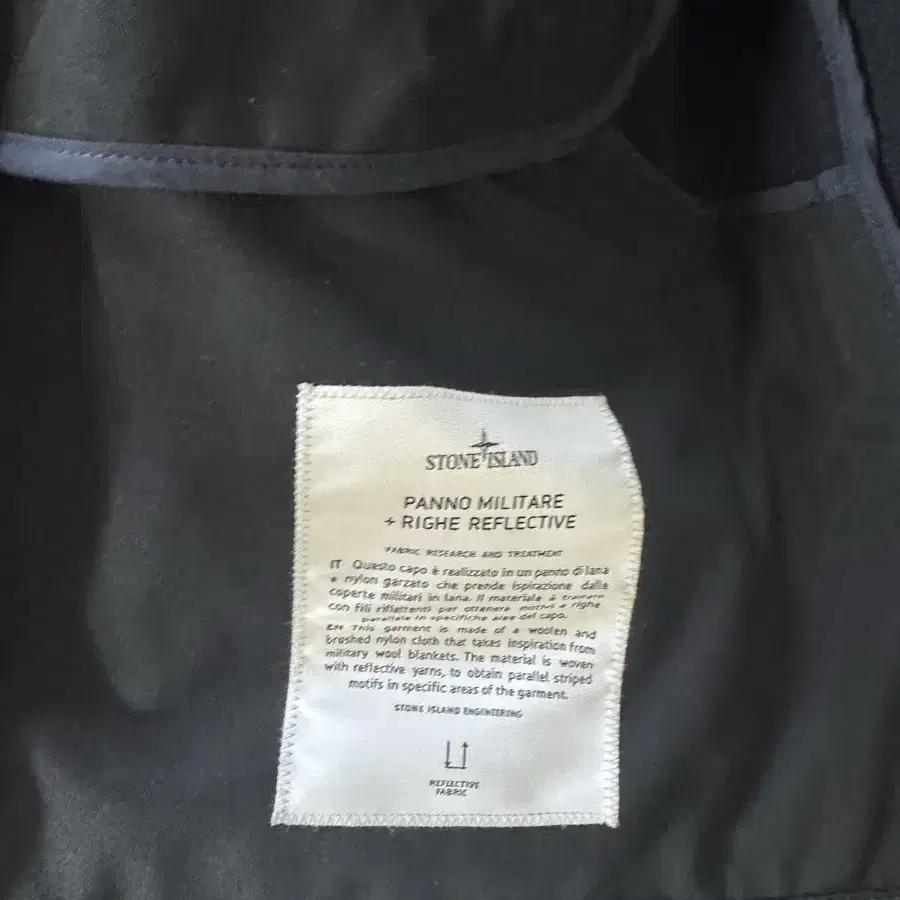 STONE ISLAND
PANNO MILITARE
+ RIGHE REFLECTIVE
FABRIC RESEARCH AND TREATMENT
IT Questo capo è realizzato in un panno di lana
e nylon garzato che prende ispirazione dalle
coperte militari in lana. Il materiale è tramato
con fili riflettenti per ottenere motivi a righe
parallele in specifiche aree del capo.
EN This garment is made of a woolen and
brushed nylon cloth that takes inspiration from
military wool blankets. The material is woven
with reflective yarns, to obtain parallel striped
motifs in specific areas of the garment.
STONE ISLAND ENGINEERING
REFLECTIVE
FABRIC